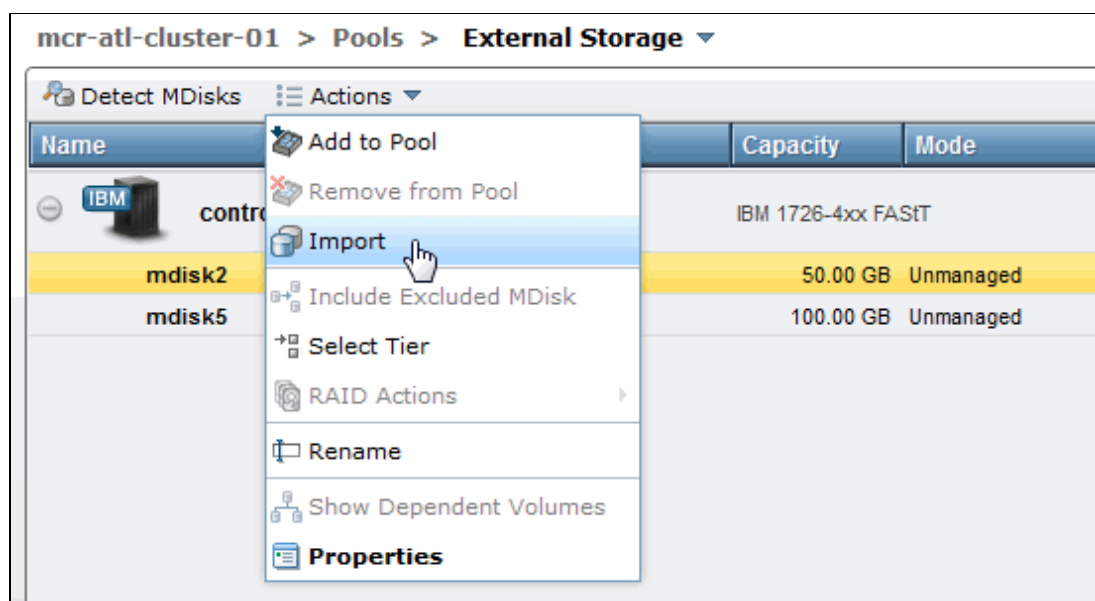 mcr-atl-cluster-01 > Pools > External Storage
Detect MDisks Actions
Name Capacity Mode
Add to Pool
Remove from Pool
IBM contro IBM 1726-4xx FAStT
Import
mdisk2 50.00 GB Unmanaged
Include Excluded MDisk
mdisk5 100.00 GB Unmanaged
Select Tier
RAID Actions
Rename
Show Dependent Volumes
Properties